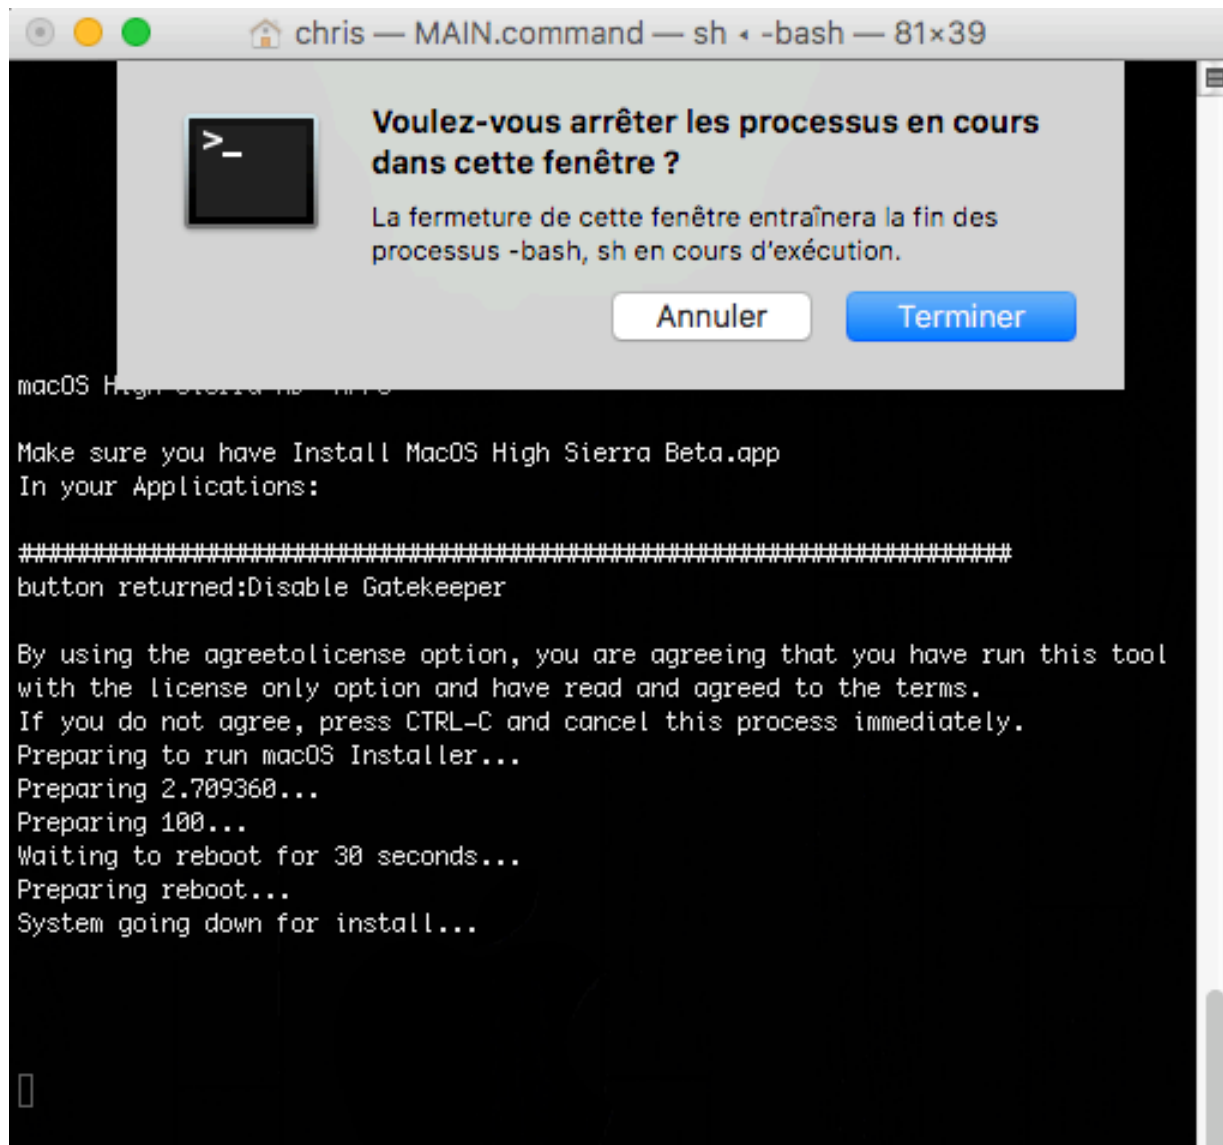 chris — MAIN.command — sh ◂ -bash — 81×39
Voulez-vous arrêter les processus en cours
dans cette fenêtre ?
La fermeture de cette fenêtre entraînera la fin des
processus -bash, sh en cours d'exécution.
Annuler
Terminer
>_
macOS High Sierra
Make sure you have Install MacOS High Sierra Beta.app
In your Applications:
#####################################################################
button returned:Disable Gatekeeper
By using the agreetolicense option, you are agreeing that you have run this tool
with the license only option and have read and agreed to the terms.
If you do not agree, press CTRL-C and cancel this process immediately.
Preparing to run macOS Installer...
Preparing 2.709360...
Preparing 100...
Waiting to reboot for 30 seconds...
Preparing reboot...
System going down for install...